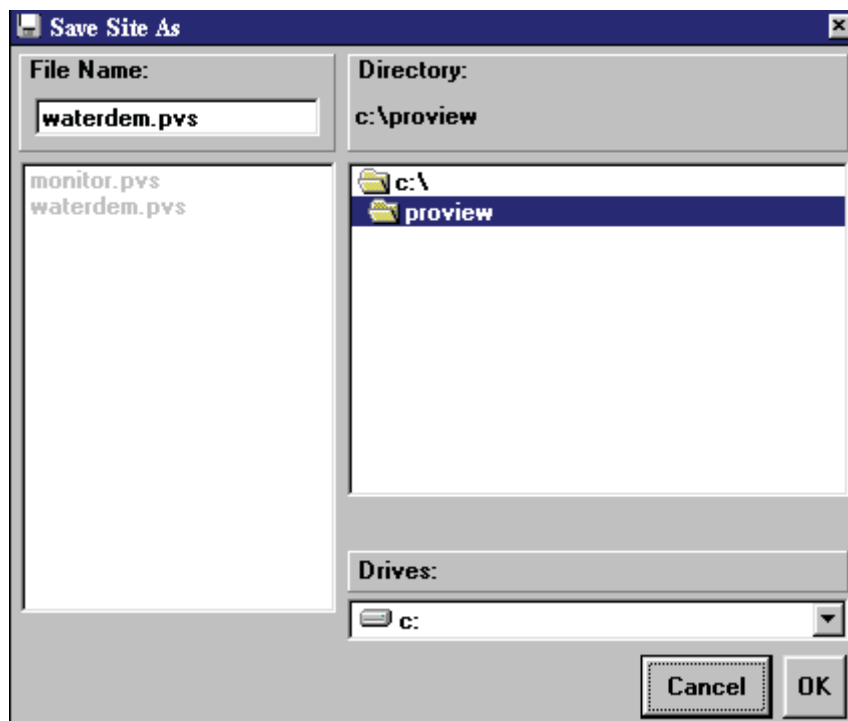 Save Site As
File Name:
waterdem.pvs
monitor.pvs
waterdem.pvs
Directory:
c:\proview
c:\
proview
Drives:
c:
Cancel
OK